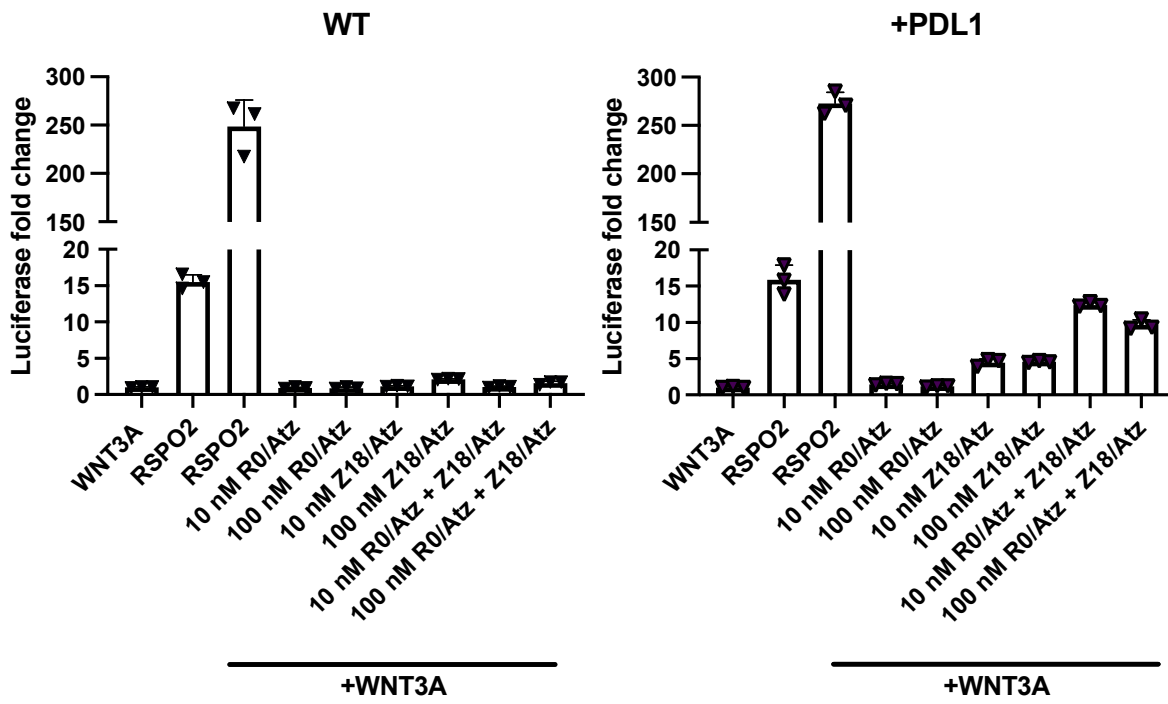 WT
Luciferase fold change
300
250
200
150
20
15
10
5
0
WNT3A
RSPO2
RSPO2
10 nM R0/Atz
100 nM R0/Atz
10 nM Z18/Atz
100 nM Z18/Atz
10 nM R0/Atz + Z18/Atz
100 nM R0/Atz + Z18/Atz
+WNT3A
+PDL1
Luciferase fold change
300
250
200
150
20
15
10
5
0
WNT3A
RSPO2
RSPO2
10 nM R0/Atz
100 nM R0/Atz
10 nM Z18/Atz
100 nM Z18/Atz
10 nM R0/Atz + Z18/Atz
100 nM R0/Atz + Z18/Atz
+WNT3A